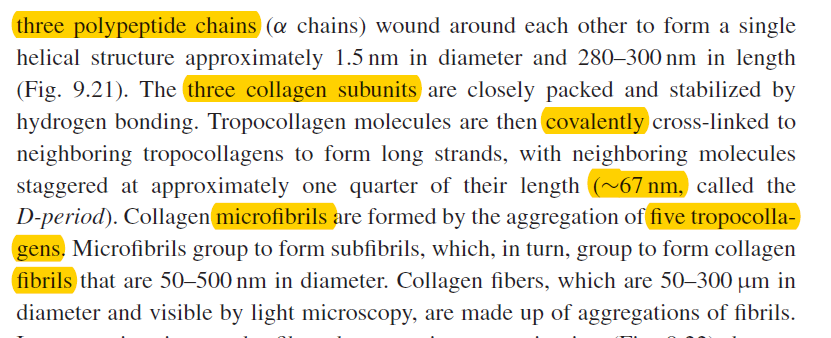 three polypeptide chains (α chains) wound around each other to form a single
helical structure approximately 1.5 nm in diameter and 280–300 nm in length
(Fig. 9.21). The three collagen subunits are closely packed and stabilized by
hydrogen bonding. Tropocollagen molecules are then covalently cross-linked to
neighboring tropocollagens to form long strands, with neighboring molecules
staggered at approximately one quarter of their length (∼67 nm, called the
D-period). Collagen microfibrils are formed by the aggregation of five tropocolla-
gens. Microfibrils group to form subfibrils, which, in turn, group to form collagen
fibrils that are 50–500 nm in diameter. Collagen fibers, which are 50–300 μm in
diameter and visible by light microscopy, are made up of aggregations of fibrils.